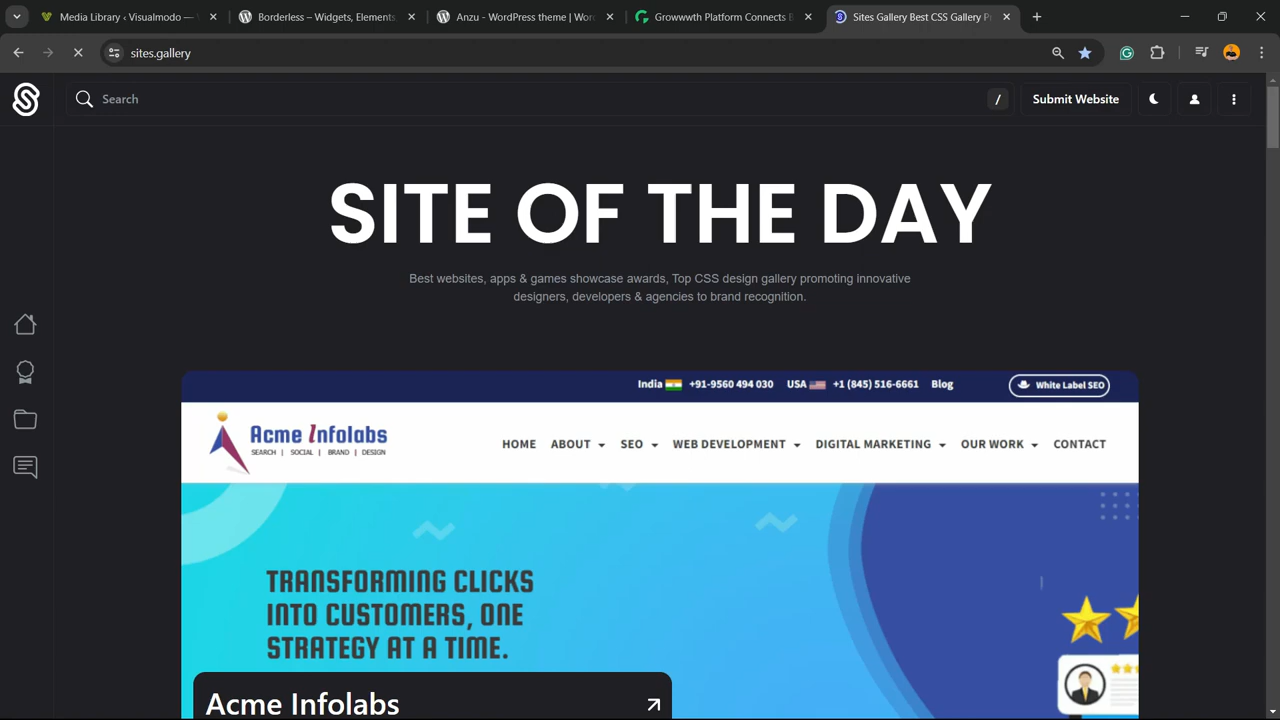 Media Library ‹ Visualmodo —
Borderless – Widgets, Elements,
Anzu - WordPress theme | Wor
Growwwth Platform Connects B
Sites Gallery Best CSS Gallery P
sites.gallery
Search
/
Submit Website
SITE OF THE DAY
Best websites, apps & games showcase awards, Top CSS design gallery promoting innovative
designers, developers & agencies to brand recognition.
India +91-9560 494 030 USA +1 (845) 516-6661 Blog White Label SEO
Acme Infolabs
SEARCH | SOCIAL | BRAND | DESIGN
HOME ABOUT SEO WEB DEVELOPMENT DIGITAL MARKETING OUR WORK CONTACT
TRANSFORMING CLICKS
INTO CUSTOMERS, ONE
STRATEGY AT A TIME.
Acme Infolabs